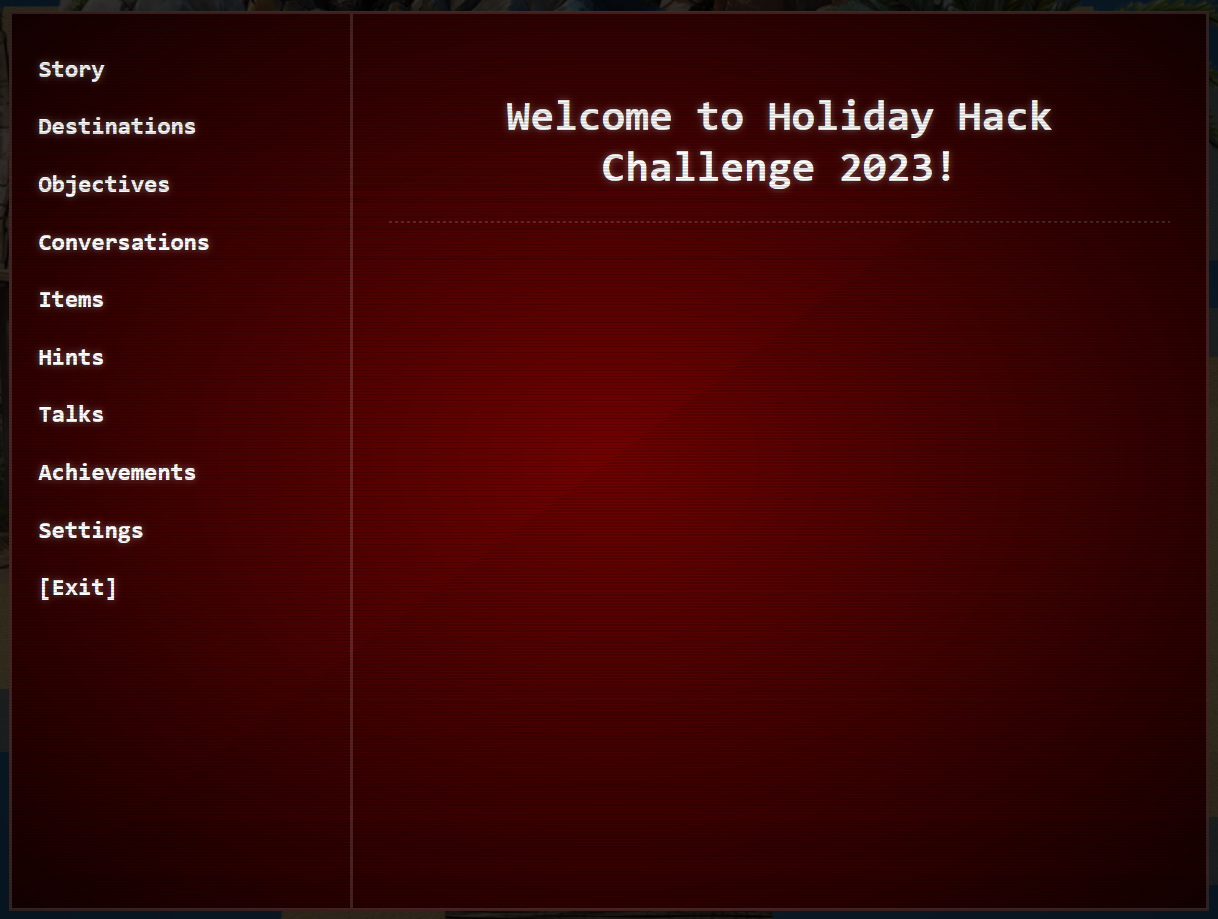 Story
Destinations
Objectives
Conversations
Items
Hints
Talks
Achievements
Settings
[Exit]
Welcome to Holiday Hack
Challenge 2023!